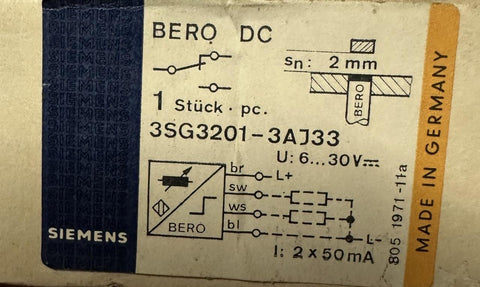 BERO DC
sn: 2 mm
BERO
1 Stück · pc.
3SG3201-3AJ33
U: 6...30V
br L+
sw
ws
bl L-
BERO
I: 2 x 50mA
SIEMENS
805 1971-11a
MADE IN GERMANY